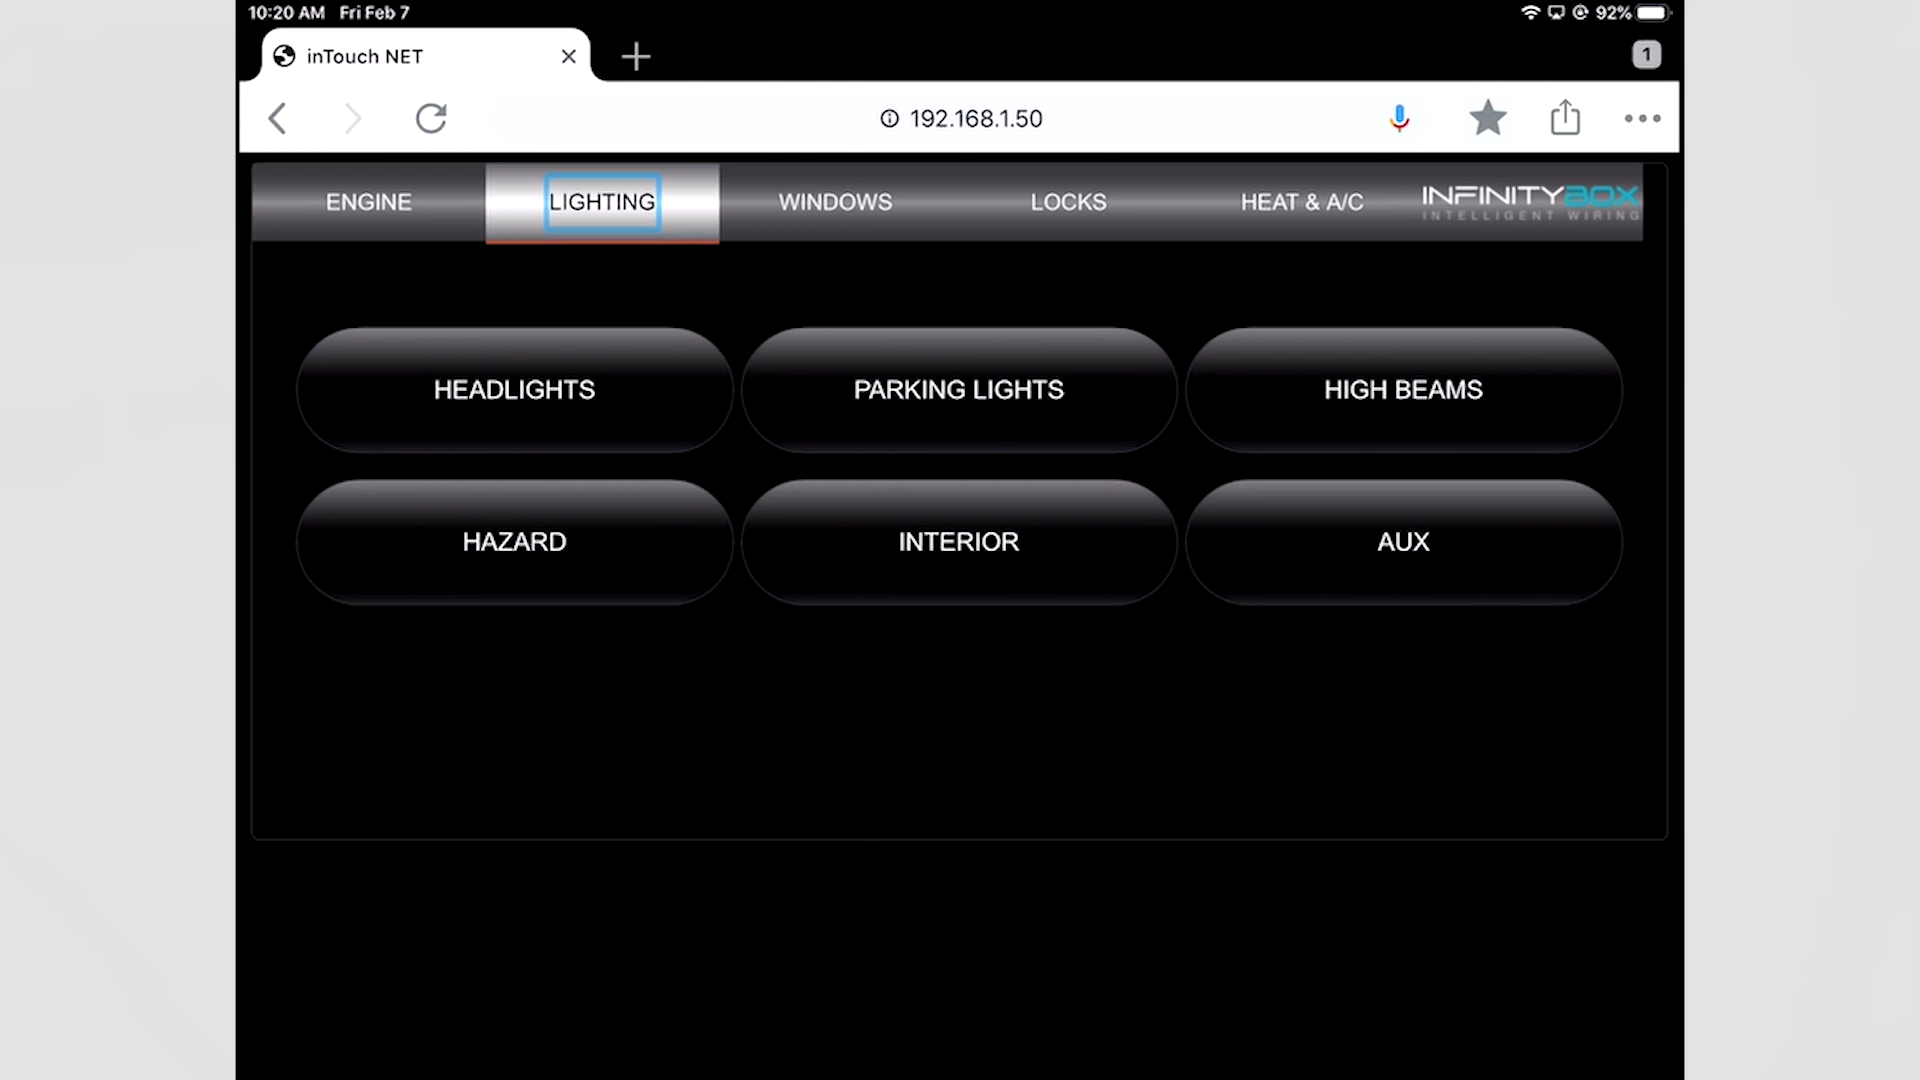 10:20 AM Fri Feb 7 92%
inTouch NET 1
192.168.1.50
ENGINE LIGHTING WINDOWS LOCKS HEAT & A/C INFINITYBOX
INTELLIGENT WIRING
HEADLIGHTS PARKING LIGHTS HIGH BEAMS
HAZARD INTERIOR AUX